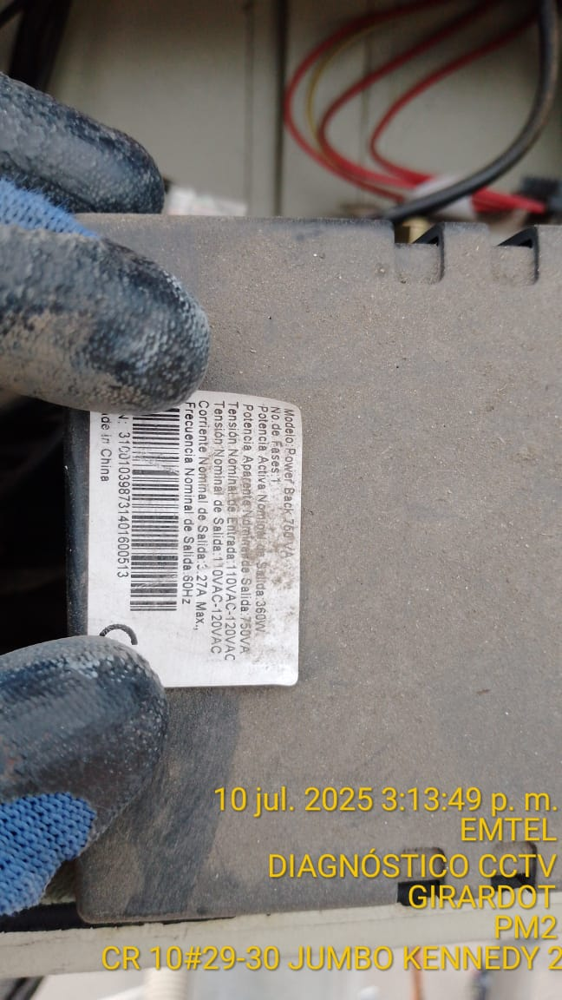 Modelo:Power Back 750 VA
No.de Fases:1
Potencia Activa Nominal de Salida:360W
Potencia Aparente Nominal de Salida:750VA
Tensión Nominal de Entrada:110VAC-120VAC
Tensión Nominal de Salida:110VAC-120VAC
Corriente Nominal de Salida:3.27A Max.,
Frecuencia Nominal de Salida:60Hz
N: 310010398731401600513
de in China
10 jul. 2025 3:13:49 p. m.
EMTEL
DIAGNÓSTICO CCTV
GIRARDOT
PM2
CR 10#29-30 JUMBO KENNEDY 2